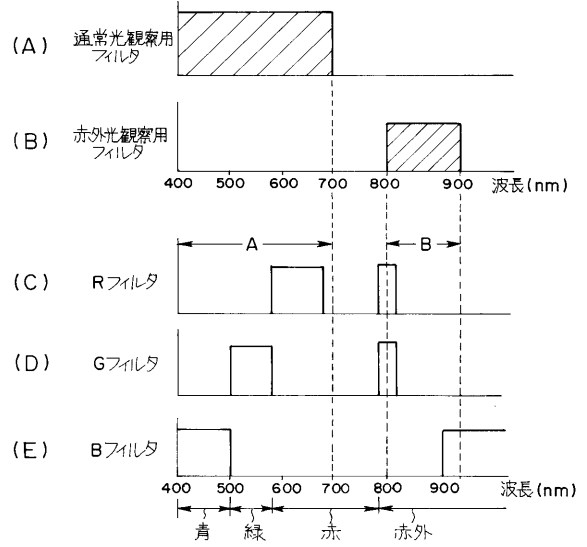 (A) 通常光観察用
フィルタ
(B) 赤外光観察用
フィルタ
400 500 600 700 800 900 波長(nm)
A B
(C) Rフィルタ
(D) Gフィルタ
(E) Bフィルタ
400 500 600 700 800 900 波長(nm)
青 緑 赤 赤外